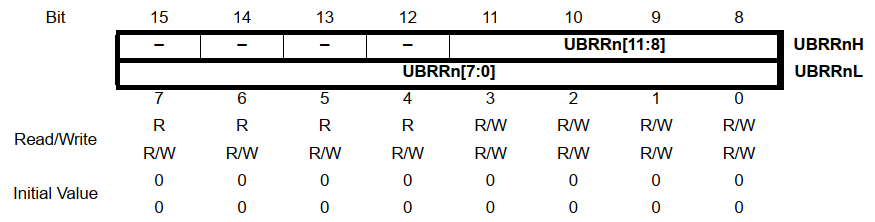 Bit 15 14 13 12 11 10 9 8
– – – – UBRRn[11:8] UBRRnH
UBRRn[7:0] UBRRnL
7 6 5 4 3 2 1 0
Read/Write R R R R R/W R/W R/W R/W
R/W R/W R/W R/W R/W R/W R/W R/W
Initial Value 0 0 0 0 0 0 0 0
0 0 0 0 0 0 0 0